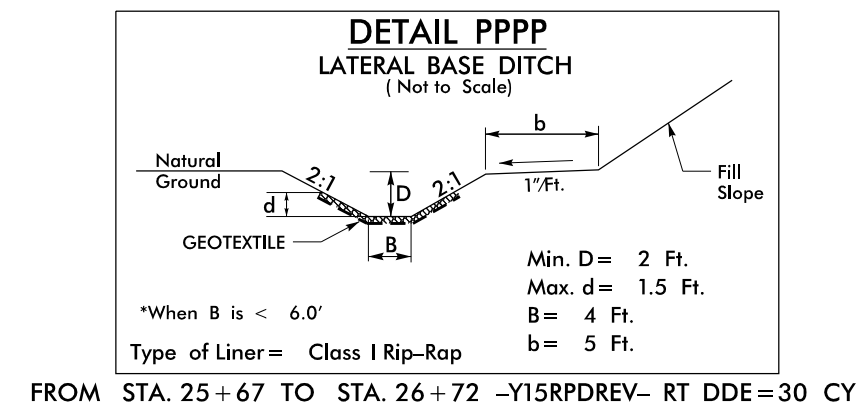 DETAIL PPPP
LATERAL BASE DITCH
( Not to Scale)
b
Natural
Ground
2:1
D
2:1
1"/Ft.
Fill
Slope
d
GEOTEXTILE
B
Min. D = 2 Ft.
Max. d = 1.5 Ft.
*When B is < 6.0'
B = 4 Ft.
Type of Liner = Class I Rip-Rap
b = 5 Ft.
FROM STA. 25+67 TO STA. 26+72 -Y15RPDREV- RT DDE=30 CY